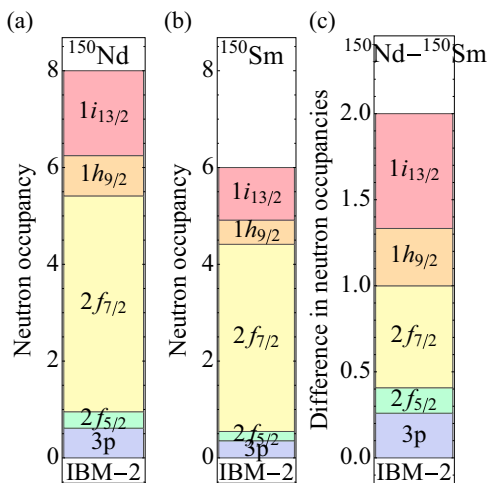 (a)
Neutron occupancy
8
6
4
2
0
¹⁵⁰Nd
1i₁₃/₂
1h₉/₂
2f₇/₂
2f₅/₂
3p
IBM−2
(b)
Neutron occupancy
8
6
4
2
0
¹⁵⁰Sm
1i₁₃/₂
1h₉/₂
2f₇/₂
2f₅/₂
3p
IBM−2
(c)
Difference in neutron occupancies
2.0
1.5
1.0
0.5
0.0
¹⁵⁰Nd−¹⁵⁰Sm
1i₁₃/₂
1h₉/₂
2f₇/₂
2f₅/₂
3p
IBM−2